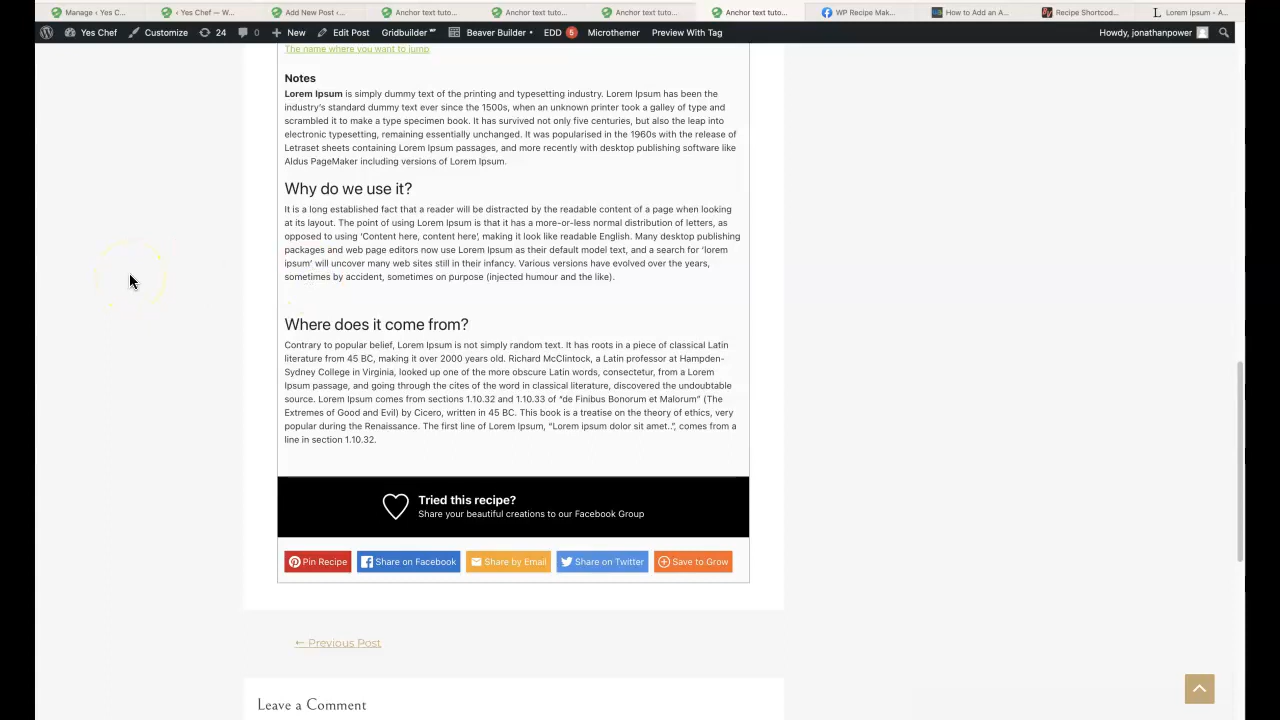 Manage ‹ Yes C...
‹ Yes Chef — W...
Add New Post ‹...
Anchor text tuto...
Anchor text tuto...
Anchor text tuto...
Anchor text tuto...
WP Recipe Mak...
How to Add an A...
Recipe Shortcod...
Lorem Ipsum - A...
Yes Chef
Customize
24
0
New
Edit Post
Gridbuilder
Beaver Builder
EDD 5
Microthemer
Preview With Tag
Howdy, jonathanpower
The name where you want to jump
Notes
Lorem Ipsum is simply dummy text of the printing and typesetting industry. Lorem Ipsum has been the
industry's standard dummy text ever since the 1500s, when an unknown printer took a galley of type and
scrambled it to make a type specimen book. It has survived not only five centuries, but also the leap into
electronic typesetting, remaining essentially unchanged. It was popularised in the 1960s with the release of
Letraset sheets containing Lorem Ipsum passages, and more recently with desktop publishing software like
Aldus PageMaker including versions of Lorem Ipsum.
Why do we use it?
It is a long established fact that a reader will be distracted by the readable content of a page when looking
at its layout. The point of using Lorem Ipsum is that it has a more-or-less normal distribution of letters, as
opposed to using 'Content here, content here', making it look like readable English. Many desktop publishing
packages and web page editors now use Lorem Ipsum as their default model text, and a search for 'lorem
ipsum' will uncover many web sites still in their infancy. Various versions have evolved over the years,
sometimes by accident, sometimes on purpose (injected humour and the like).
Where does it come from?
Contrary to popular belief, Lorem Ipsum is not simply random text. It has roots in a piece of classical Latin
literature from 45 BC, making it over 2000 years old. Richard McClintock, a Latin professor at Hampden-
Sydney College in Virginia, looked up one of the more obscure Latin words, consectetur, from a Lorem
Ipsum passage, and going through the cites of the word in classical literature, discovered the undoubtable
source. Lorem Ipsum comes from sections 1.10.32 and 1.10.33 of “de Finibus Bonorum et Malorum” (The
Extremes of Good and Evil) by Cicero, written in 45 BC. This book is a treatise on the theory of ethics, very
popular during the Renaissance. The first line of Lorem Ipsum, “Lorem ipsum dolor sit amet..”, comes from a
line in section 1.10.32.
Tried this recipe?
Share your beautiful creations to our Facebook Group
Pin Recipe
Share on Facebook
Share by Email
Share on Twitter
Save to Grow
← Previous Post
Leave a Comment